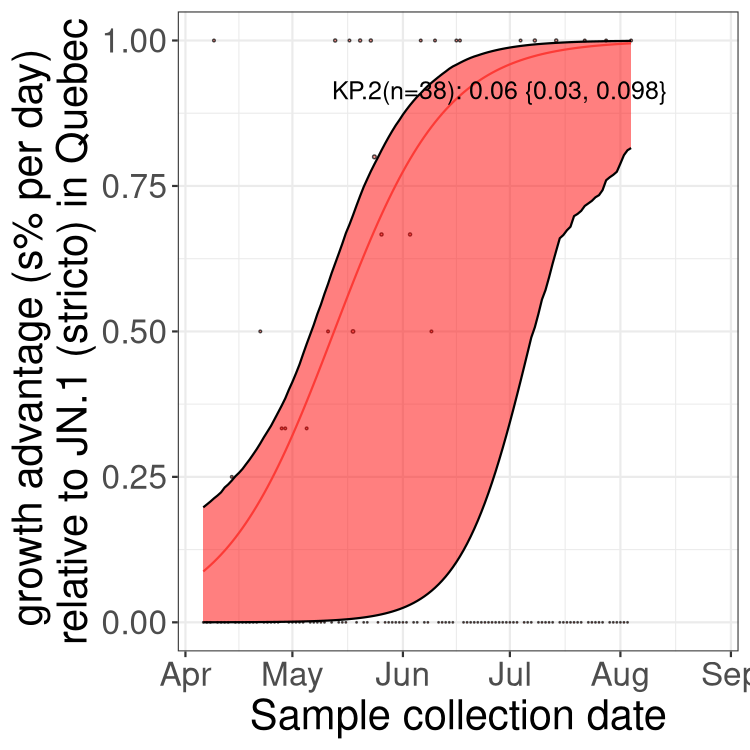 growth advantage (s% per day)
relative to JN.1 (stricto) in Quebec
1.00
0.75
0.50
0.25
0.00
KP.2(n=38): 0.06 {0.03, 0.098}
Apr May Jun Jul Aug Sep
Sample collection date